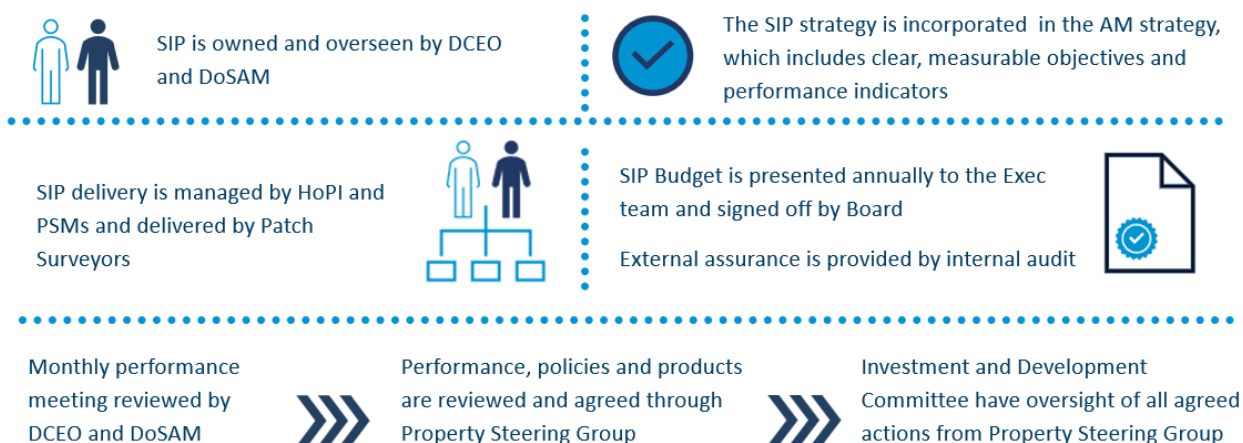 SIP is owned and overseen by DCEO
and DoSAM
The SIP strategy is incorporated in the AM strategy,
which includes clear, measurable objectives and
performance indicators
SIP delivery is managed by HoPI and
PSMs and delivered by Patch
Surveyors
SIP Budget is presented annually to the Exec
team and signed off by Board
External assurance is provided by internal audit
Monthly performance
meeting reviewed by
DCEO and DoSAM
Performance, policies and products
are reviewed and agreed through
Property Steering Group
Investment and Development
Committee have oversight of all agreed
actions from Property Steering Group